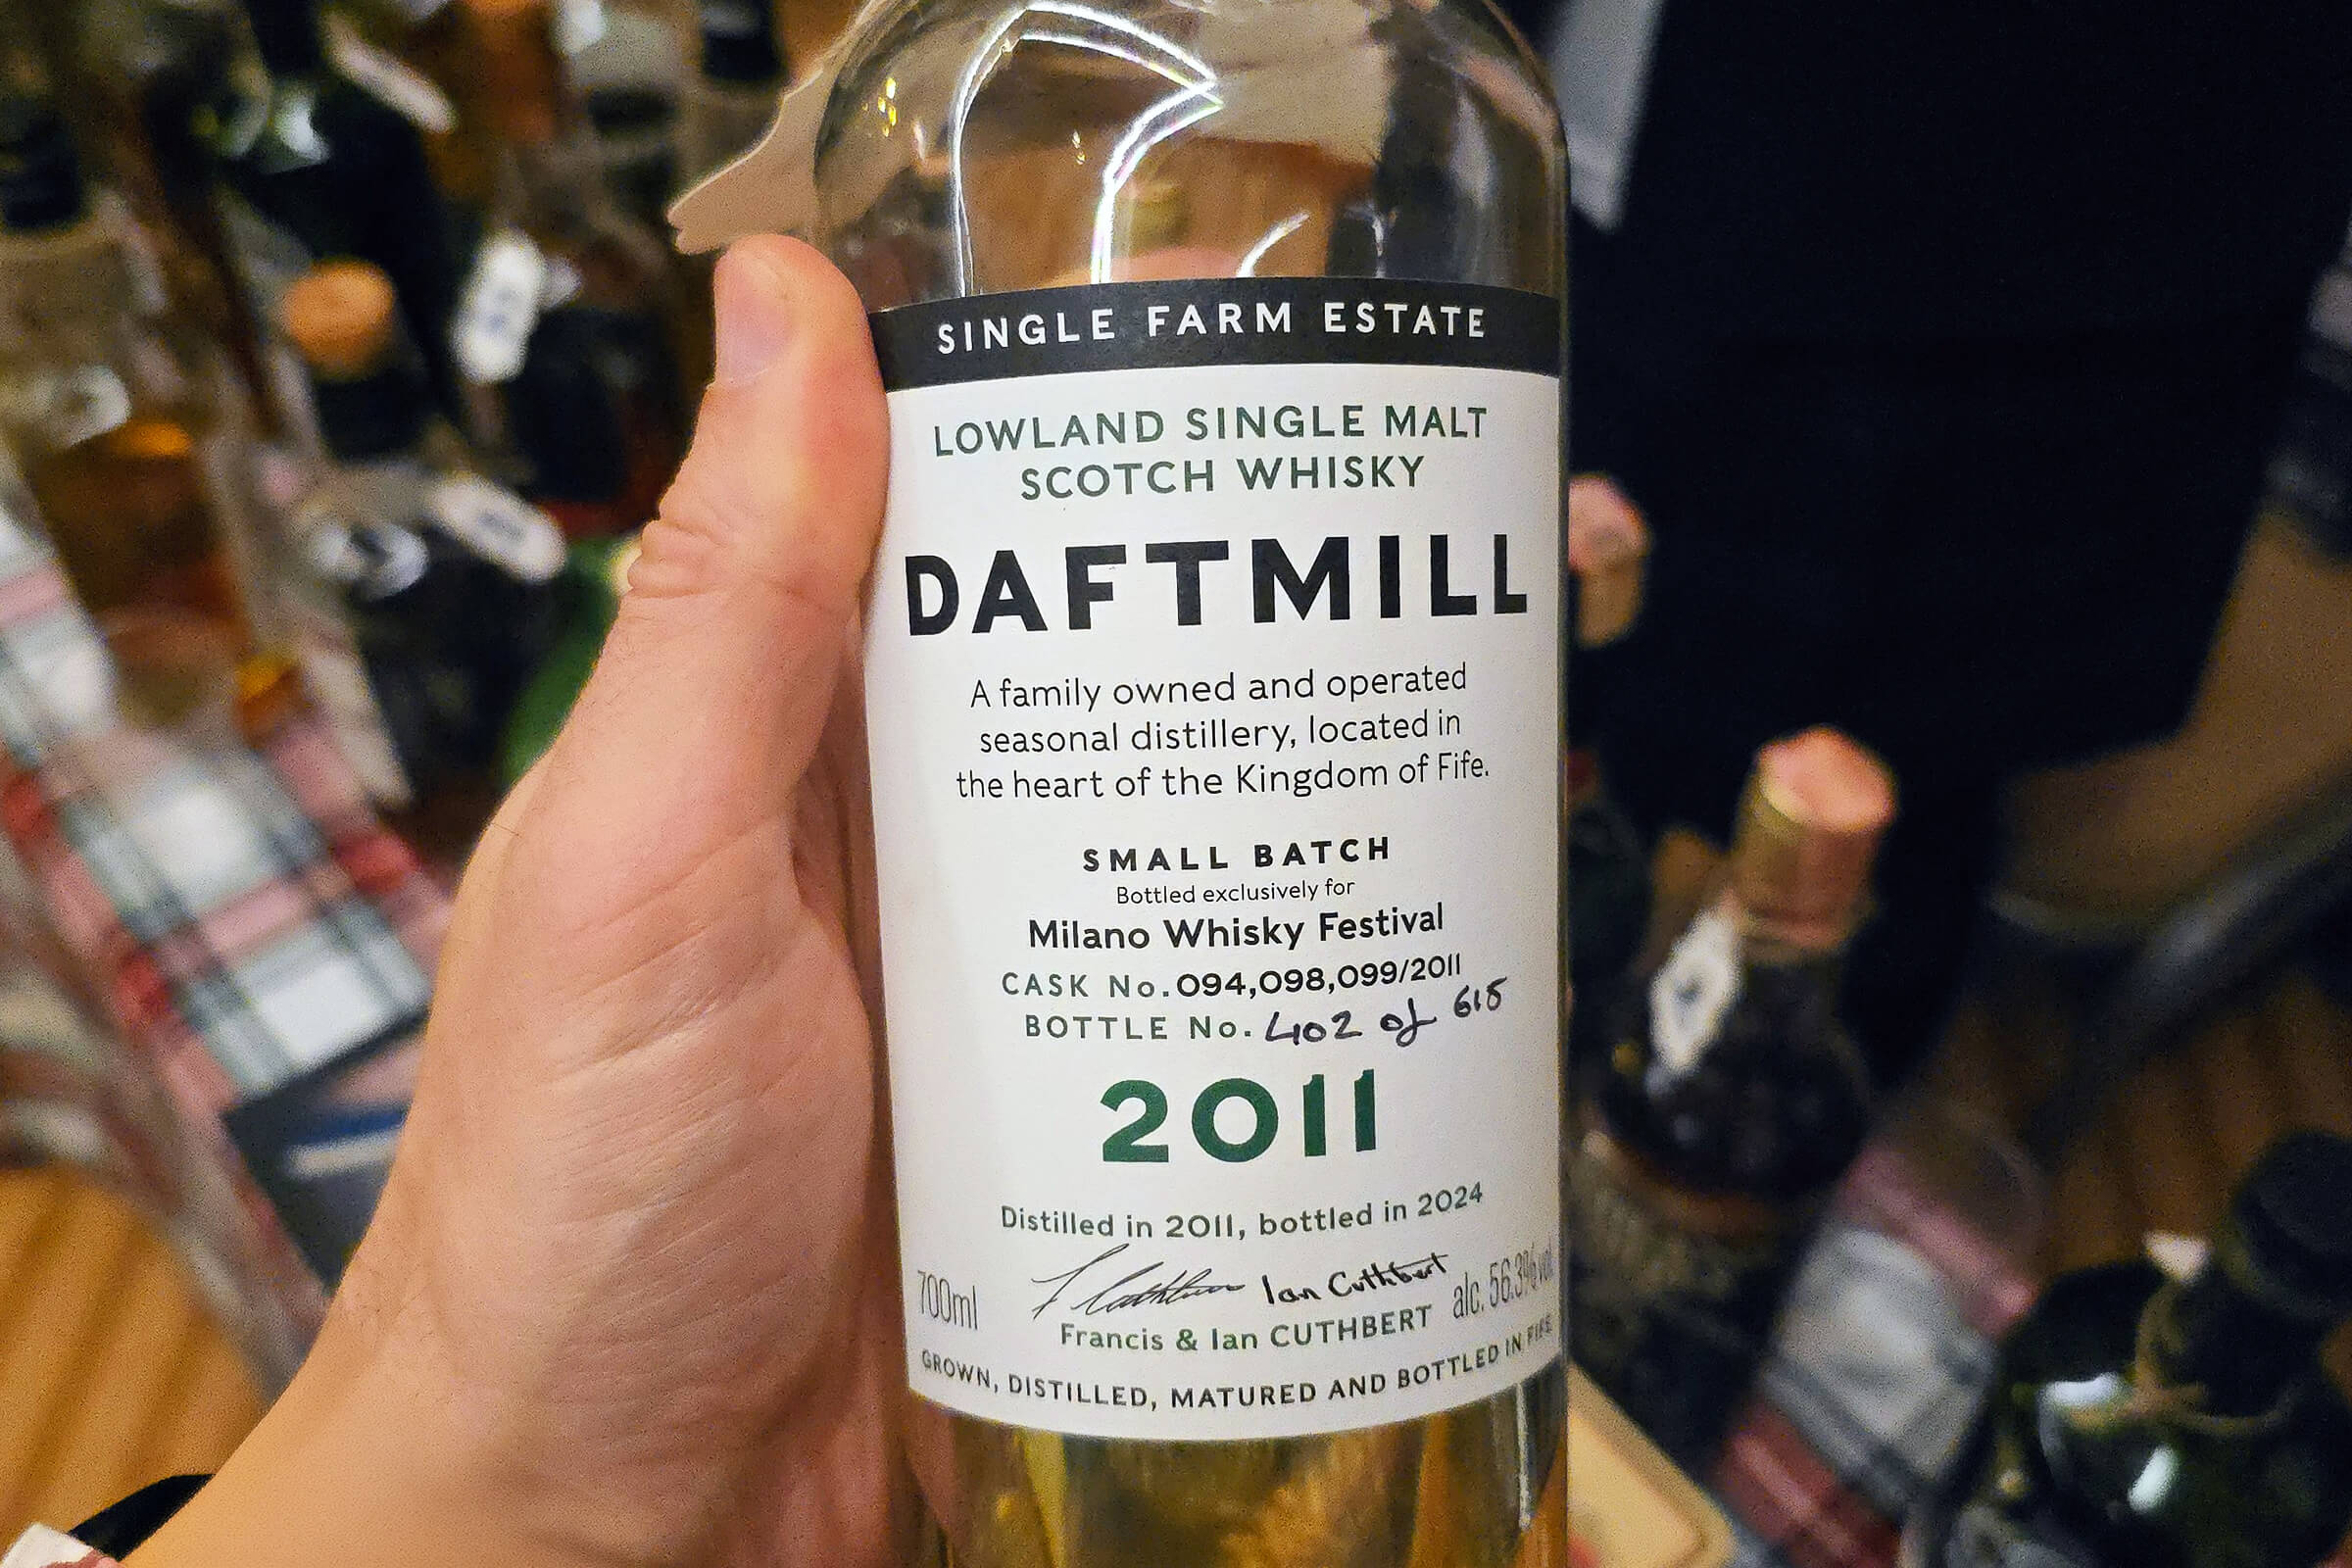 SINGLE FARM ESTATE
LOWLAND SINGLE MALT
SCOTCH WHISKY
DAFTMILL
A family owned and operated
seasonal distillery, located in
the heart of the Kingdom of Fife.
SMALL BATCH
Bottled exclusively for
Milano Whisky Festival
CASK No.094,098,099/2011
BOTTLE No. 402 of 615
2011
Distilled in 2011, bottled in 2024
Ian Cuthbert
700ml
alc. 56.3% vol
Francis & Ian CUTHBERT
GROWN, DISTILLED, MATURED AND BOTTLED IN FIFE